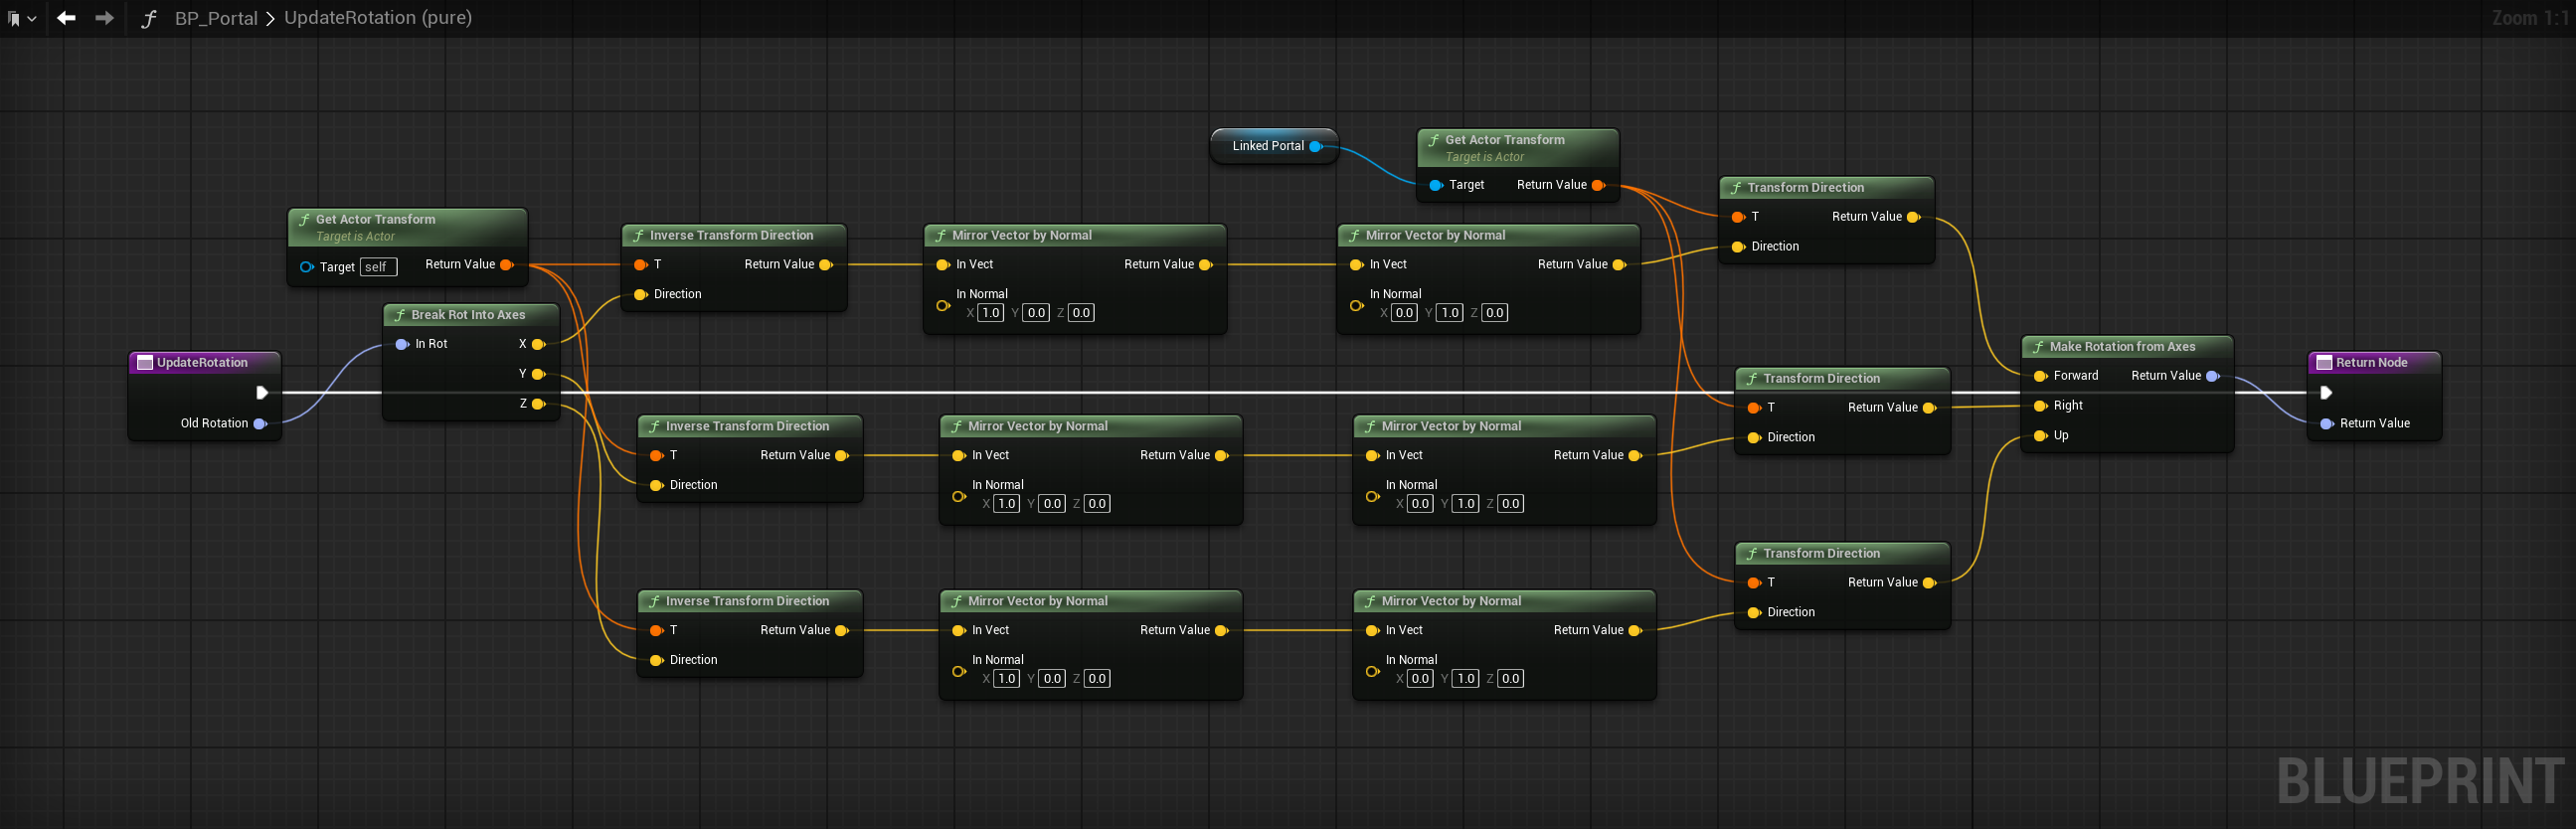 BP_Portal > UpdateRotation (pure)
Zoom 1:1
Linked Portal
Get Actor Transform
Target is Actor
Target Return Value
Transform Direction
T Return Value
Direction
Get Actor Transform
Target is Actor
Target self Return Value
Inverse Transform Direction
T Return Value
Direction
Mirror Vector by Normal
In Vect Return Value
In Normal
X 1.0 Y 0.0 Z 0.0
Mirror Vector by Normal
In Vect Return Value
In Normal
X 0.0 Y 1.0 Z 0.0
Break Rot Into Axes
In Rot X
Y
Z
UpdateRotation
Old Rotation
Transform Direction
T Return Value
Direction
Make Rotation from Axes
Forward Return Value
Right
Up
Return Node
Return Value
Inverse Transform Direction
T Return Value
Direction
Mirror Vector by Normal
In Vect Return Value
In Normal
X 1.0 Y 0.0 Z 0.0
Mirror Vector by Normal
In Vect Return Value
In Normal
X 0.0 Y 1.0 Z 0.0
Transform Direction
T Return Value
Direction
Inverse Transform Direction
T Return Value
Direction
Mirror Vector by Normal
In Vect Return Value
In Normal
X 1.0 Y 0.0 Z 0.0
Mirror Vector by Normal
In Vect Return Value
In Normal
X 0.0 Y 1.0 Z 0.0
BLUEPRINT